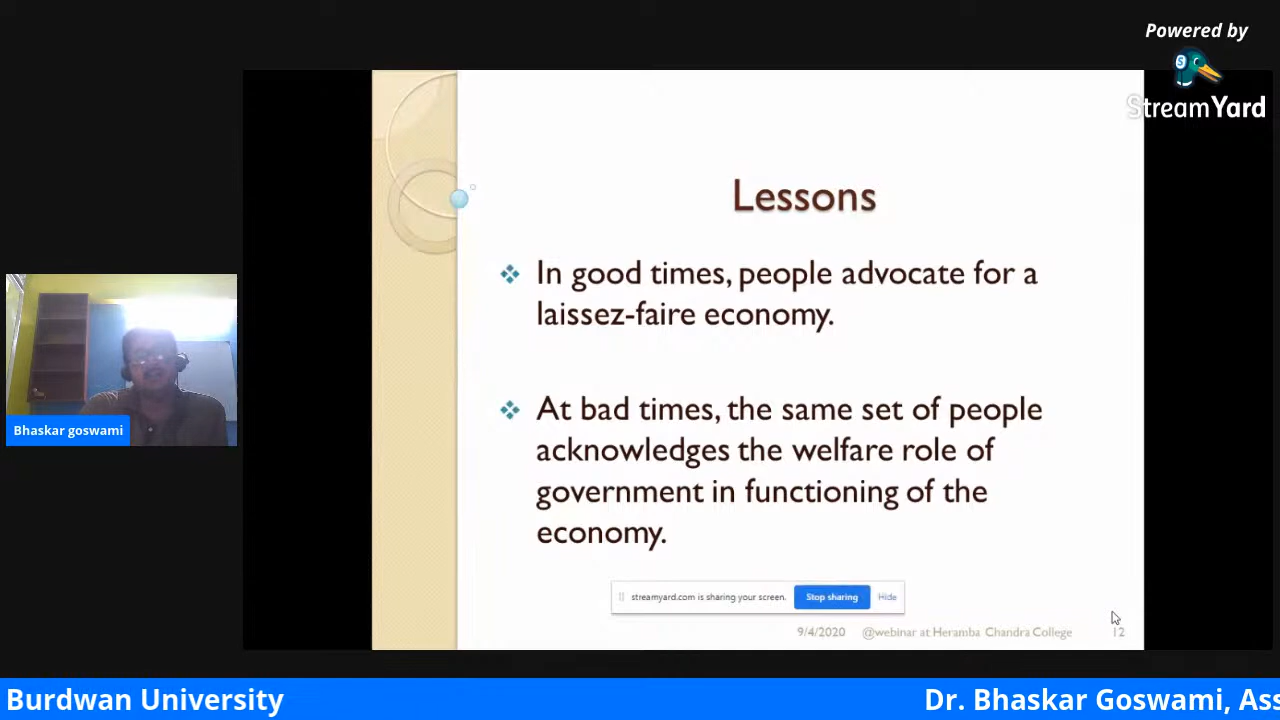 Powered by
StreamYard
Lessons
In good times, people advocate for a
laissez-faire economy.
At bad times, the same set of people
acknowledges the welfare role of
government in functioning of the
economy.
Bhaskar goswami
streamyard.com is sharing your screen. Stop sharing Hide
9/4/2020 @webinar at Heramba Chandra College 12
Burdwan University Dr. Bhaskar Goswami, Ass